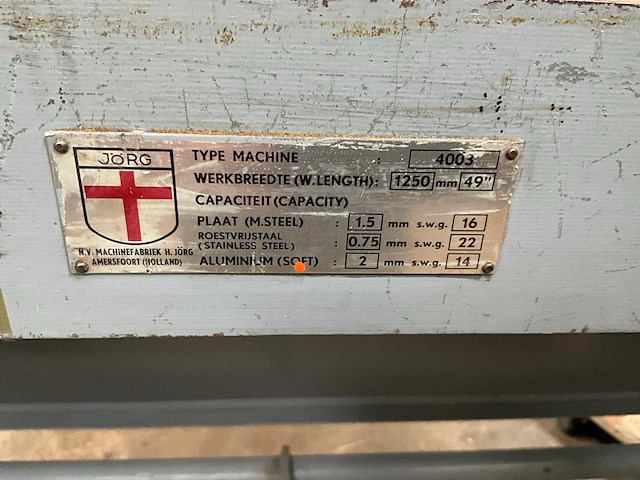 JÖRG
N.V. MACHINEFABRIEK H. JÖRG
AMERSFOORT (HOLLAND)
TYPE MACHINE : 4003
WERKBREEDTE (W. LENGTH) : 1250 mm 49"
CAPACITEIT (CAPACITY)
PLAAT (M. STEEL) : 1.5 mm s.w.g. 16
ROESTVRIJSTAAL
(STAINLESS STEEL) : 0.75 mm s.w.g. 22
ALUMINIUM (SOFT) : 2 mm s.w.g. 14